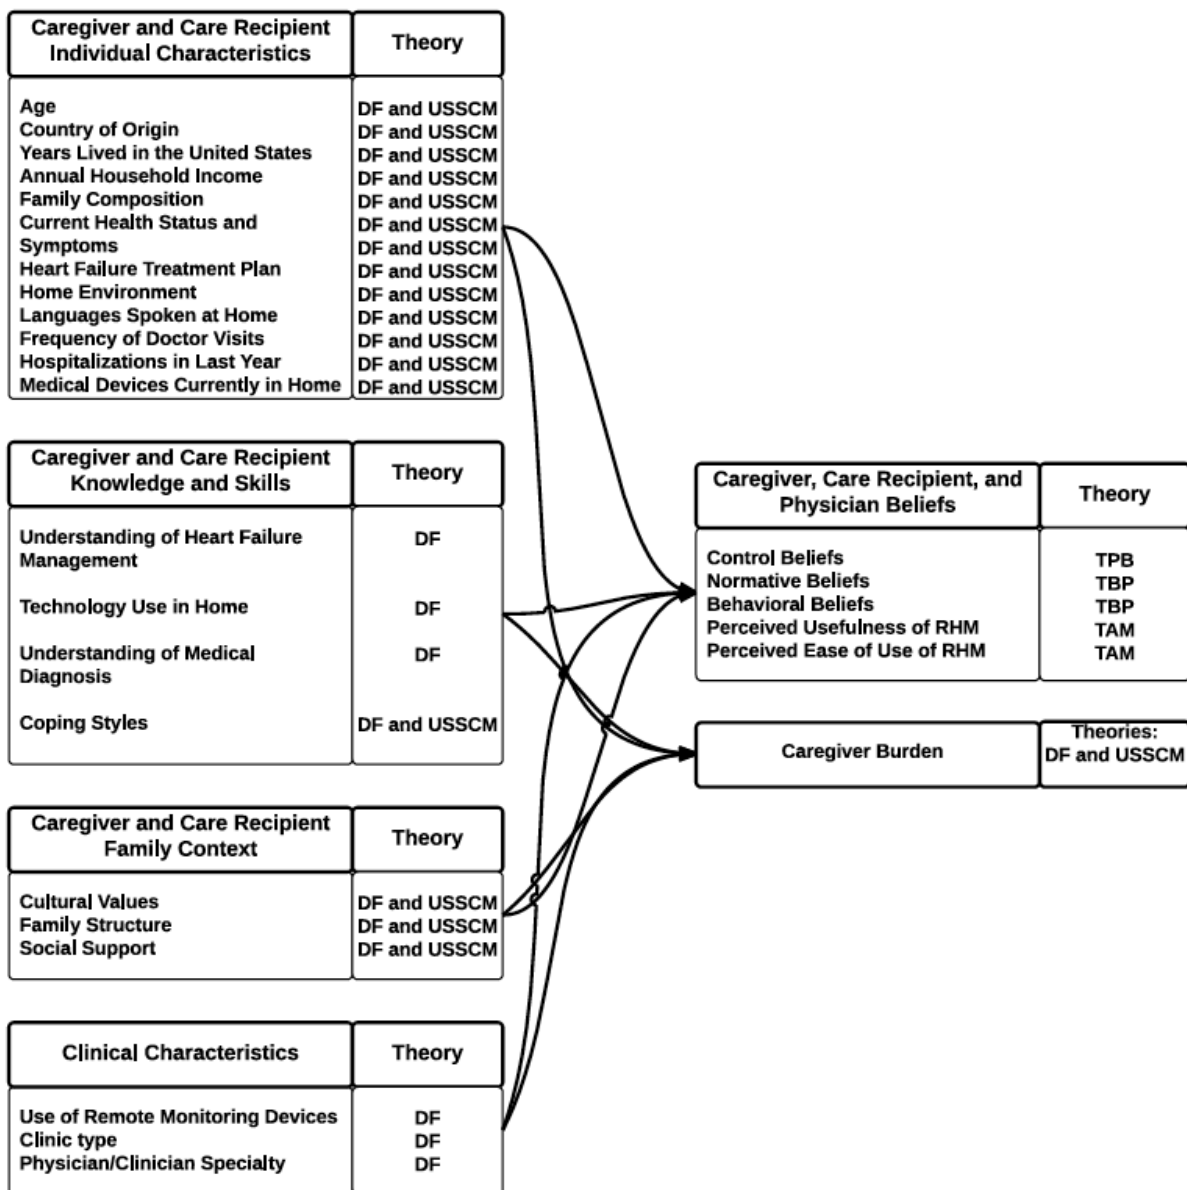 Caregiver and Care Recipient
Individual Characteristics
Theory
Age DF and USSCM
Country of Origin DF and USSCM
Years Lived in the United States DF and USSCM
Annual Household Income DF and USSCM
Family Composition DF and USSCM
Current Health Status and DF and USSCM
Symptoms DF and USSCM
Heart Failure Treatment Plan DF and USSCM
Home Environment DF and USSCM
Languages Spoken at Home DF and USSCM
Frequency of Doctor Visits DF and USSCM
Hospitalizations in Last Year DF and USSCM
Medical Devices Currently in Home DF and USSCM
Caregiver and Care Recipient
Knowledge and Skills
Theory
Understanding of Heart Failure DF
Management
Technology Use in Home DF
Understanding of Medical DF
Diagnosis
Coping Styles DF and USSCM
Caregiver and Care Recipient
Family Context
Theory
Cultural Values DF and USSCM
Family Structure DF and USSCM
Social Support DF and USSCM
Clinical Characteristics Theory
Use of Remote Monitoring Devices DF
Clinic type DF
Physician/Clinician Specialty DF
Caregiver, Care Recipient, and
Physician Beliefs
Theory
Control Beliefs TPB
Normative Beliefs TBP
Behavioral Beliefs TBP
Perceived Usefulness of RHM TAM
Perceived Ease of Use of RHM TAM
Caregiver Burden
Theories:
DF and USSCM